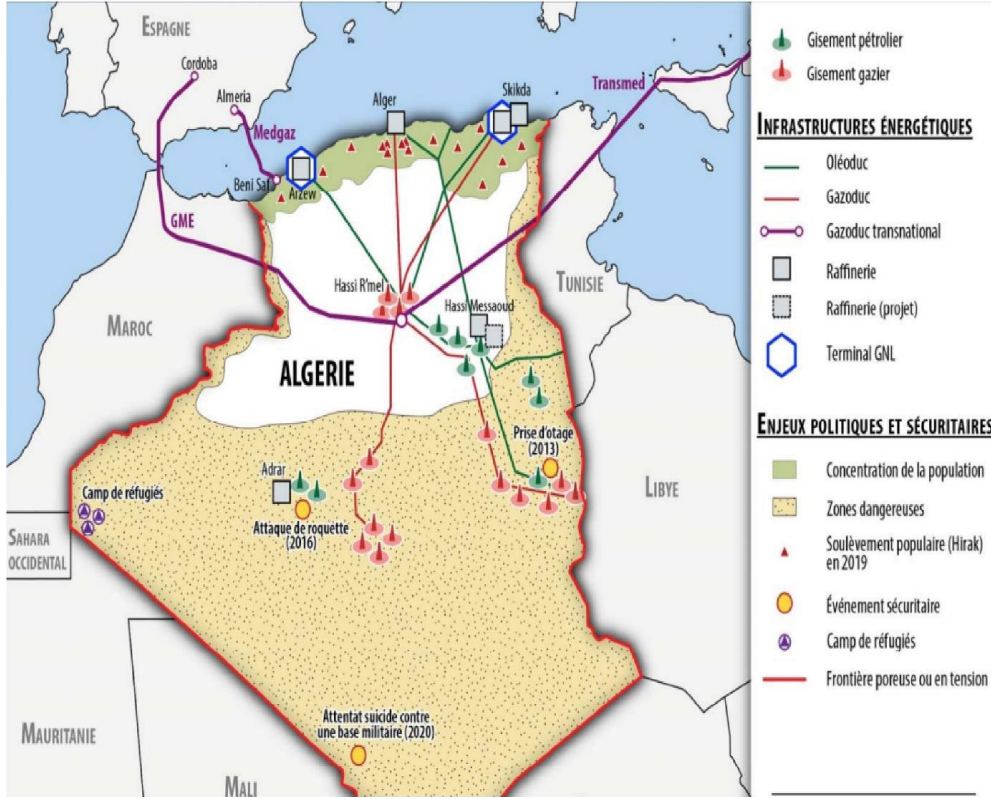 ESPAGNE
Cordoba
Almeria
Medgaz
Beni Saf
Arzew
GME
Alger
Skikda
Transmed
Hassi R'mel
Hassi Messaoud
TUNISIE
MAROC
ALGERIE
LIBYE
Prise d'otage
(2013)
Adrar
Attaque de roquette
(2016)
Camp de réfugiés
SAHARA
OCCIDENTAL
MAURITANIE
Attentat suicide contre
une base militaire (2020)
MALI
NIGER
Gisement pétrolier
Gisement gazier
INFRASTRUCTURES ÉNERGÉTIQUES
Oléoduc
Gazoduc
Gazoduc transnational
Raffinerie
Raffinerie (projet)
Terminal GNL
ENJEUX POLITIQUES ET SÉCURITAIRES
Concentration de la population
Zones dangereuses
Soulèvement populaire (Hirak)
en 2019
Événement sécuritaire
Camp de réfugiés
Frontière poreuse ou en tension